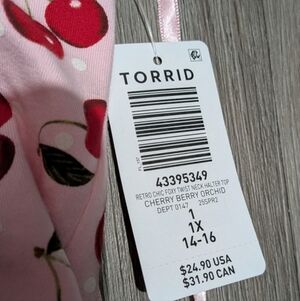 TORRID
43395349
RETRO CHIC FOXY TWIST NECK HALTER TOP
CHERRY BERRY ORCHID
DEPT 0147 25SPR2
1
1X
14-16
$24.90 USA
$31.90 CAN